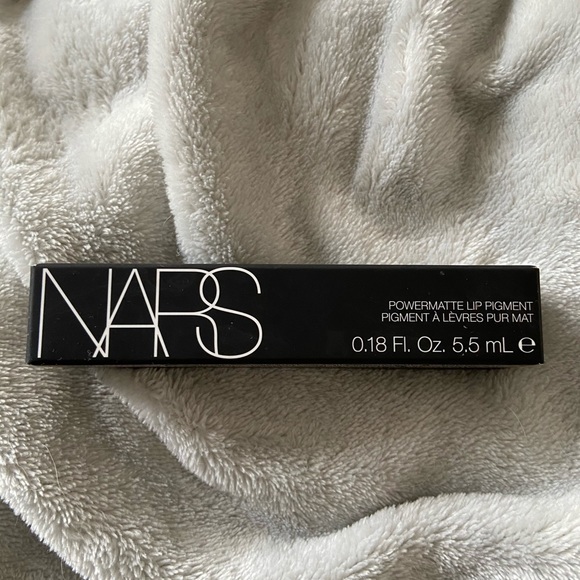 NARS
POWERMATTE LIP PIGMENT
PIGMENT À LÈVRES PUR MAT
0.18 Fl. Oz. 5.5 mL ℮